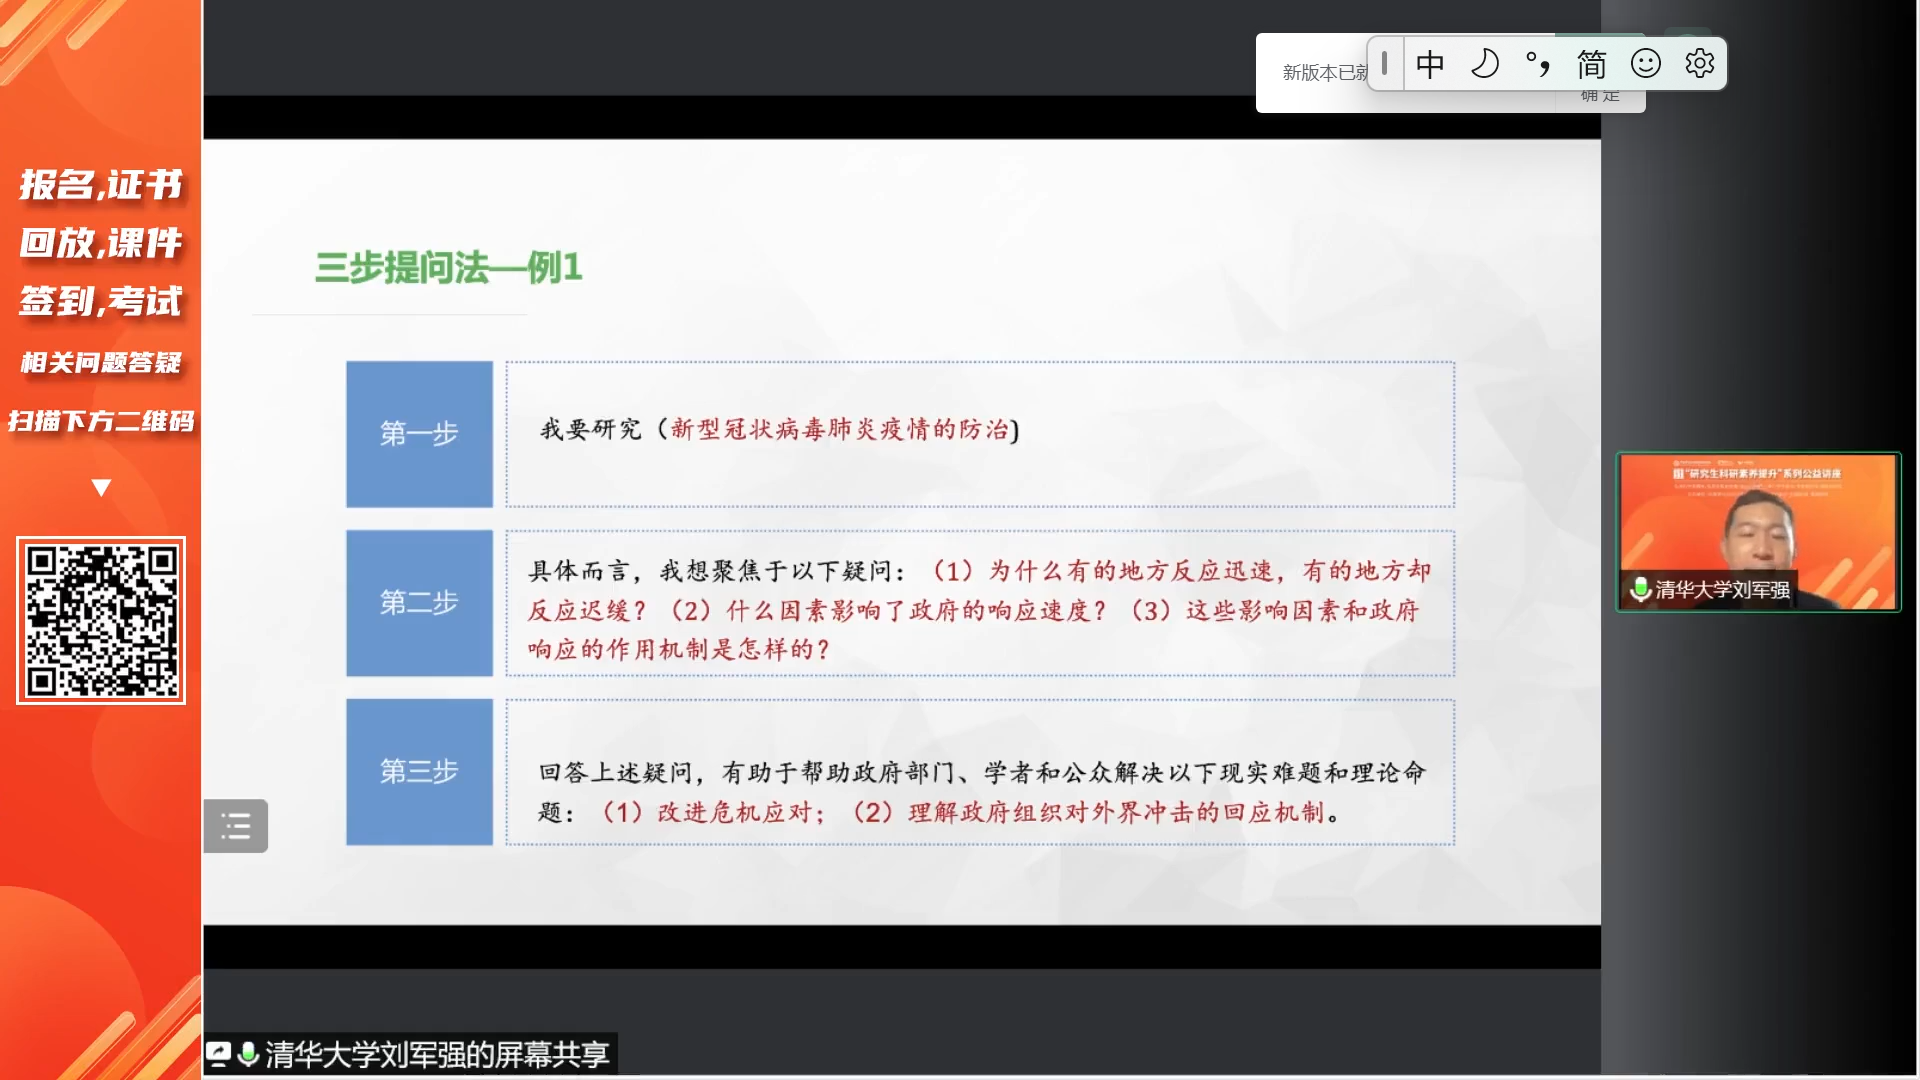 报名,证书
回放,课件
签到,考试
相关问题答疑
扫描下方二维码
新版本已就
确 定
中
简
三步提问法—例1
第一步
我要研究（新型冠状病毒肺炎疫情的防治)
第二步
具体而言，我想聚焦于以下疑问：（1）为什么有的地方反应迅速，有的地方却
反应迟缓？（2）什么因素影响了政府的响应速度？（3）这些影响因素和政府
响应的作用机制是怎样的？
第三步
回答上述疑问，有助于帮助政府部门、学者和公众解决以下现实难题和理论命
题：（1）改进危机应对；（2）理解政府组织对外界冲击的回应机制。
“研究生科研素养提升”系列公益讲座
清华大学刘军强
清华大学刘军强的屏幕共享